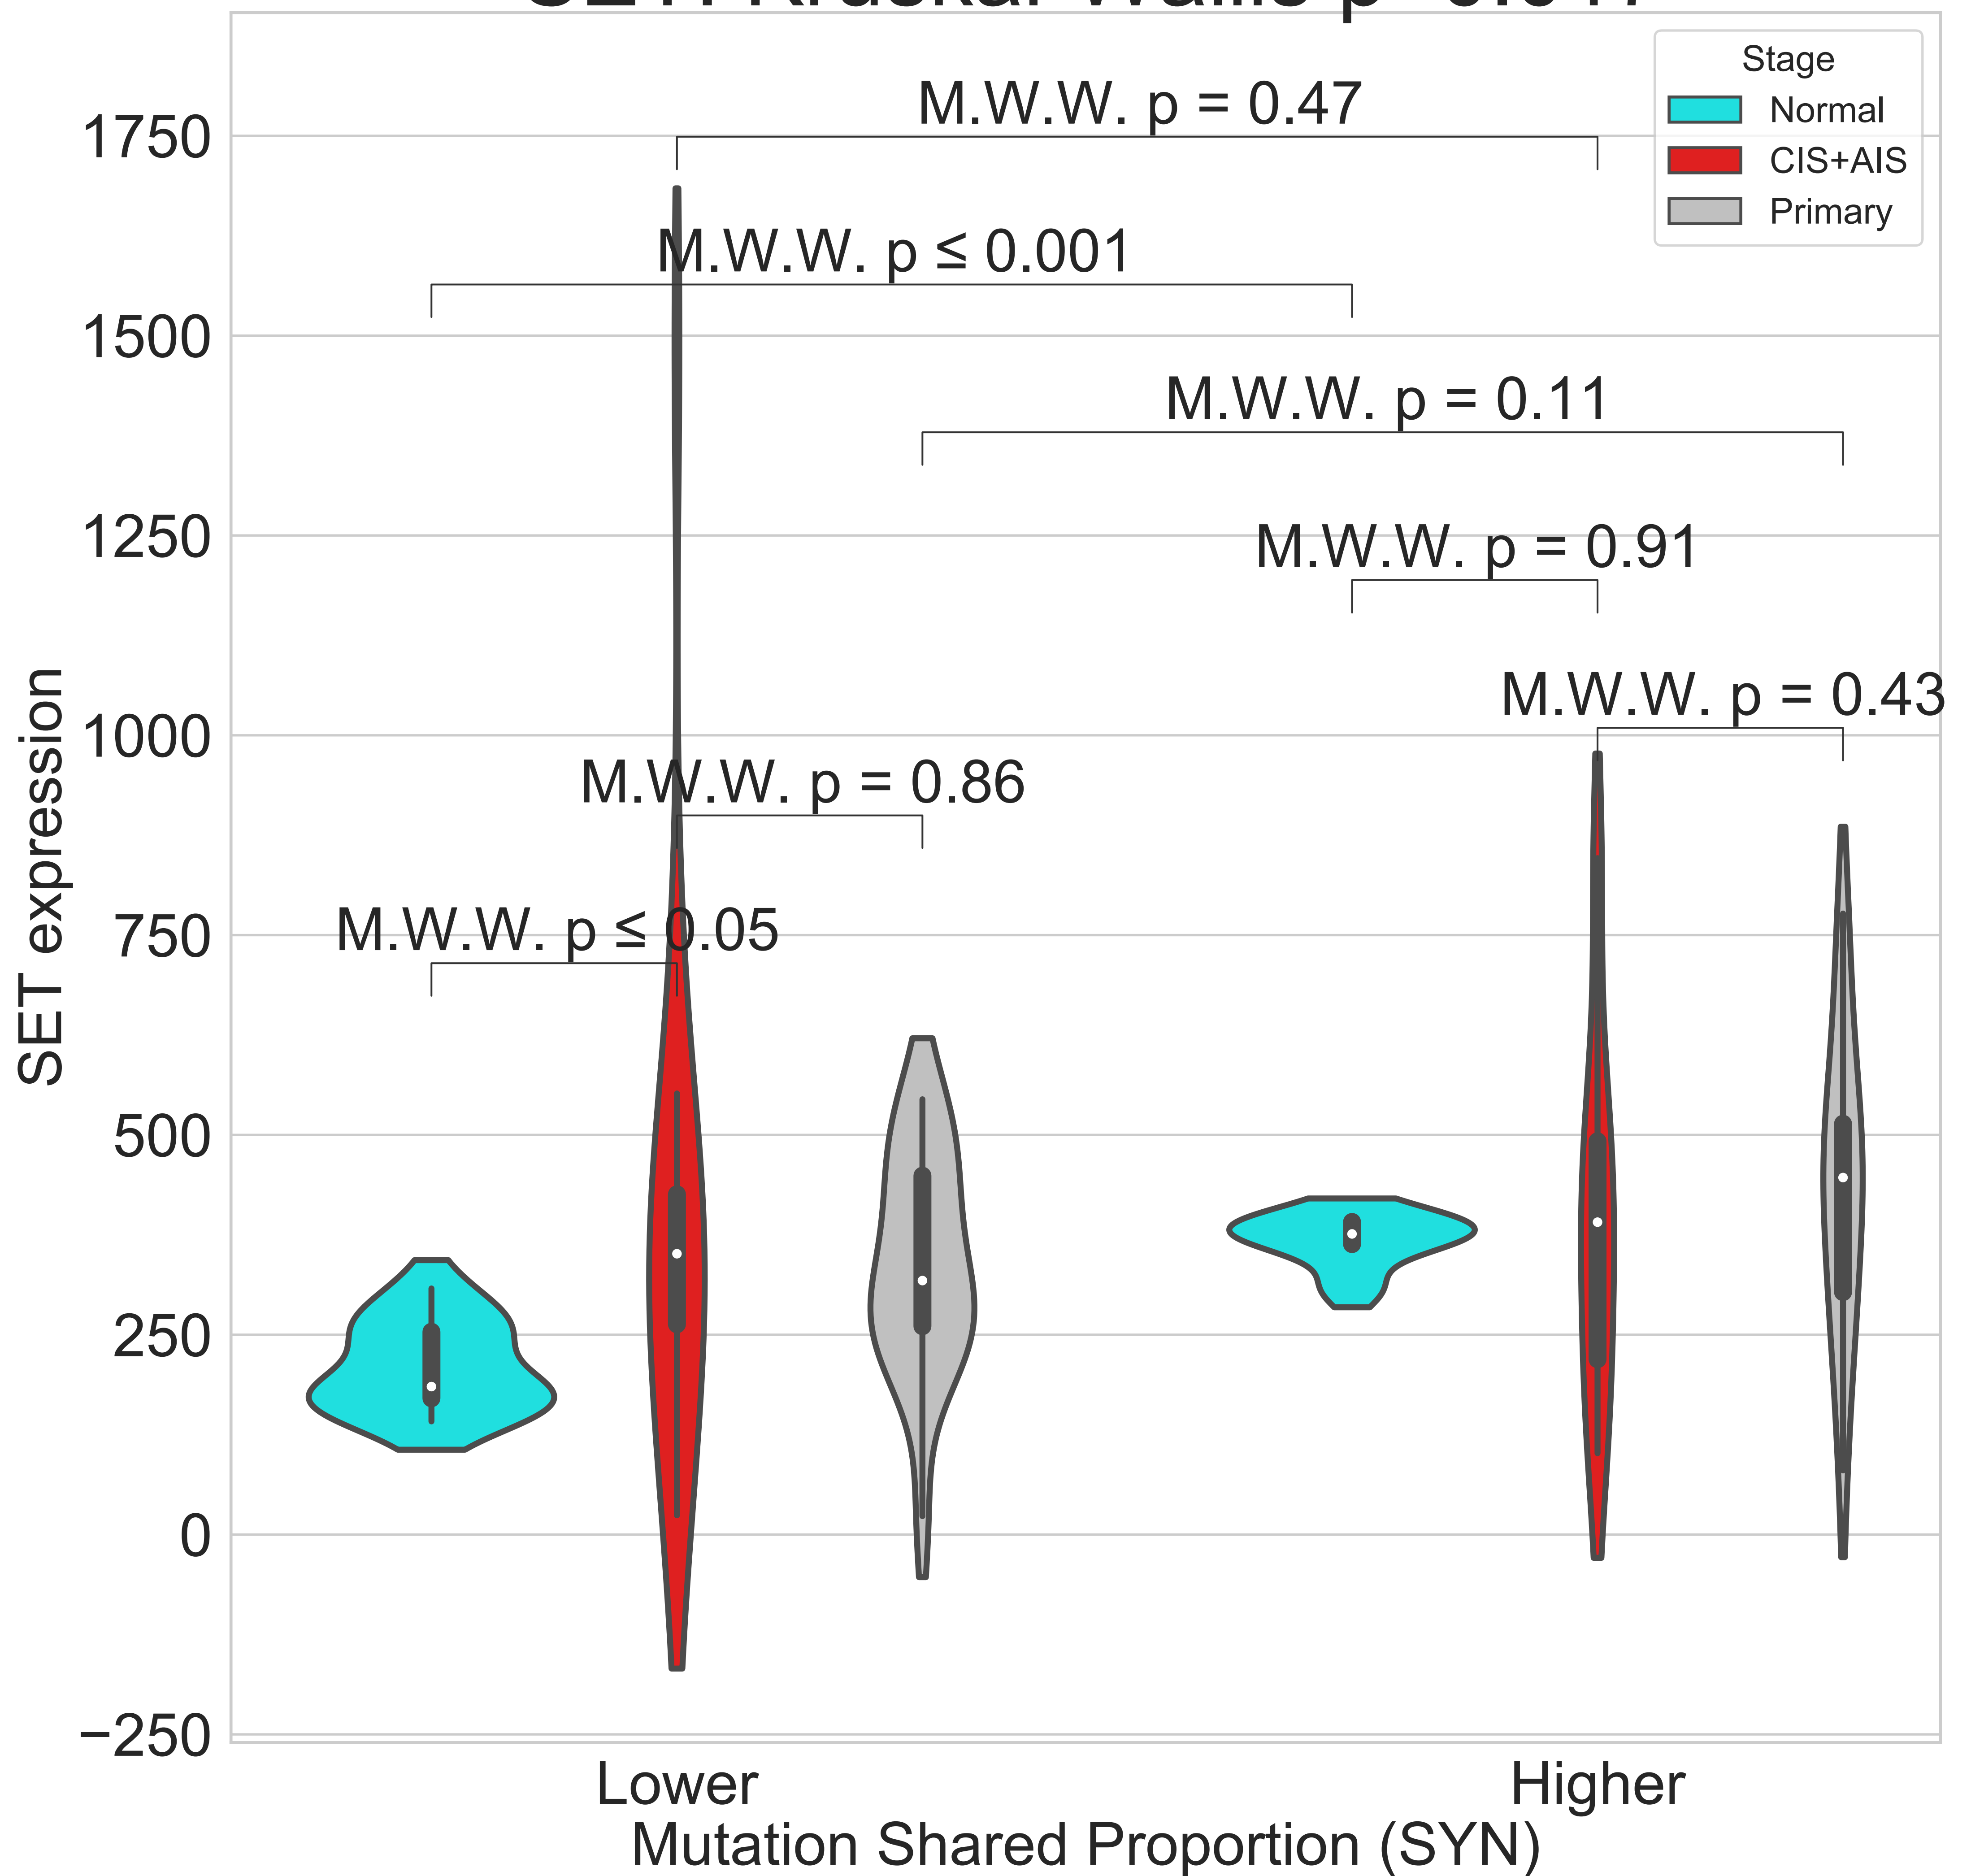 Stage
Normal
CIS+AIS
Primary
M.W.W. p = 0.47
M.W.W. p ≤ 0.001
M.W.W. p = 0.11
M.W.W. p = 0.91
M.W.W. p = 0.43
M.W.W. p = 0.86
M.W.W. p ≤ 0.05
1750
1500
1250
1000
750
500
250
0
−250
SET expression
Lower
Higher
Mutation Shared Proportion (SYN)